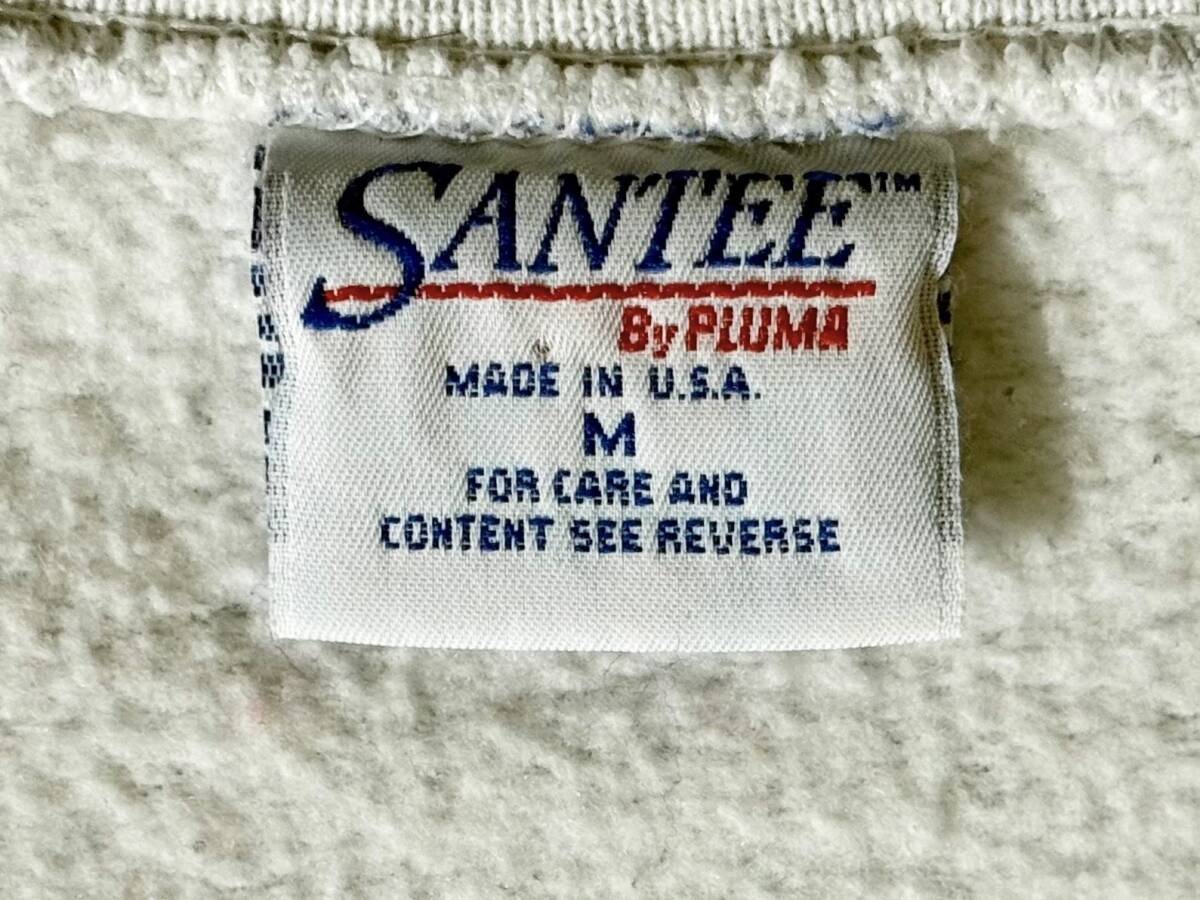 SANTEE™
By PLUMA
MADE IN U.S.A.
M
FOR CARE AND
CONTENT SEE REVERSE